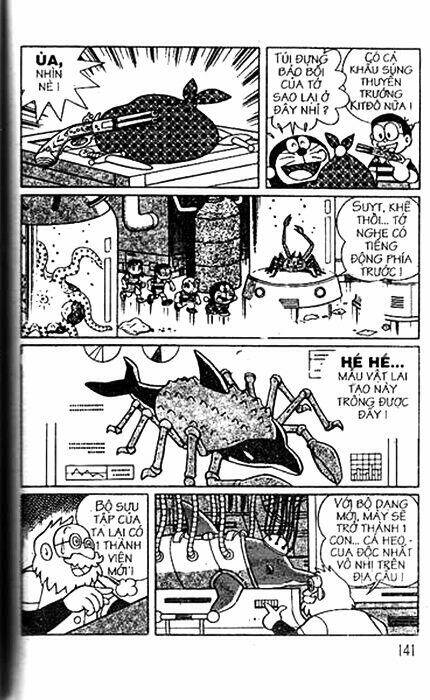 ỦA,
NHÌN
NÈ!
TÚI ĐỰNG
BẢO BỐI
CỦA TỚ
SAO LẠI Ở
ĐÂY NHỈ?
CÓ CẢ
KHẨU SÚNG
THUYỀN
TRƯỞNG
KITĐÔ NỮA!
SUYT, KHẼ
THÔI... TỚ
NGHE CÓ
TIẾNG
ĐỘNG PHÍA
TRƯỚC!
HÉ HÉ...
MẪU VẬT LAI
TẠO NÀY
TRÔNG ĐƯỢC
ĐẤY!
BỘ SƯU
TẬP CỦA
TA LẠI CÓ
1 THÀNH
VIÊN
MỚI!
VỚI BỘ DẠNG
MỚI, MÀY SẼ
TRỞ THÀNH 1
CON... CÁ HEO-
CUA ĐỘC NHẤT
VÔ NHỊ TRÊN
ĐỊA CẦU!
141